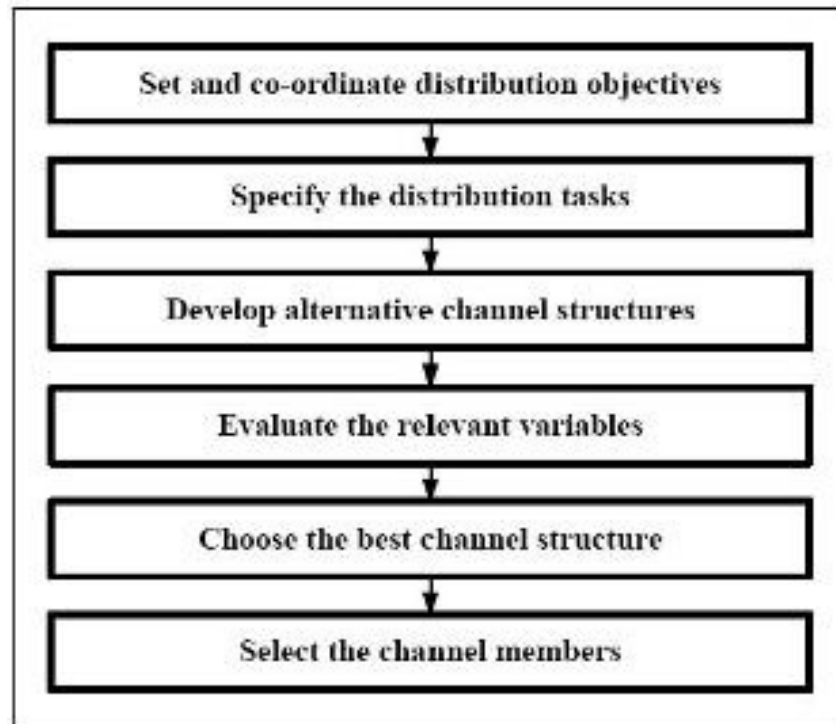 Set and co-ordinate distribution objectives
Specify the distribution tasks
Develop alternative channel structures
Evaluate the relevant variables
Choose the best channel structure
Select the channel members